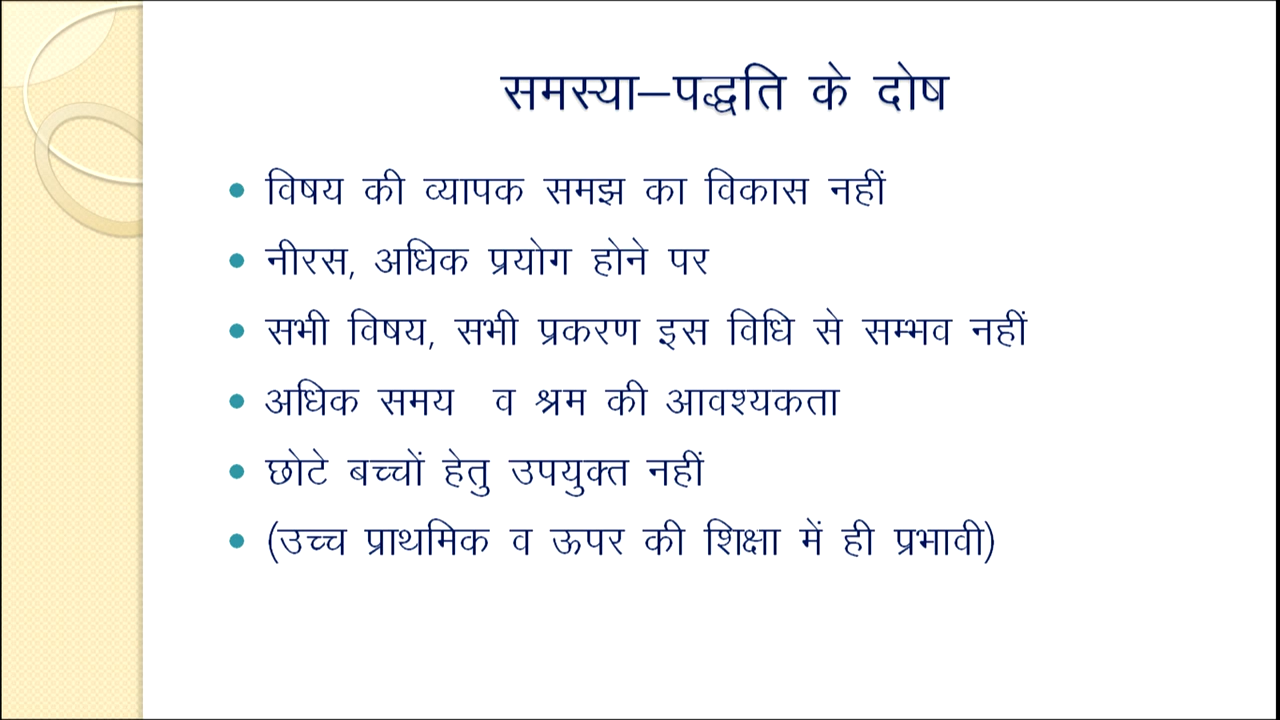 समस्या–पद्धति के दोष
• विषय की व्यापक समझ का विकास नहीं
• नीरस, अधिक प्रयोग होने पर
• सभी विषय, सभी प्रकरण इस विधि से सम्भव नहीं
• अधिक समय व श्रम की आवश्यकता
• छोटे बच्चों हेतु उपयुक्त नहीं
• (उच्च प्राथमिक व ऊपर की शिक्षा में ही प्रभावी)